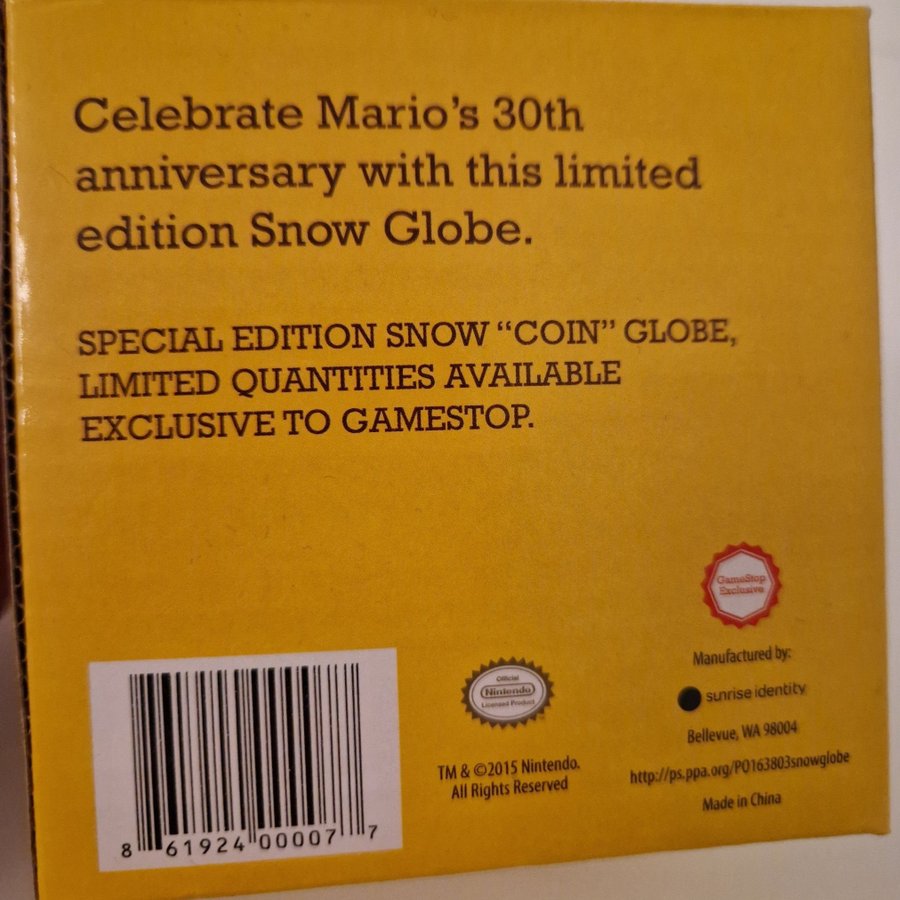 Celebrate Mario's 30th
anniversary with this limited
edition Snow Globe.
SPECIAL EDITION SNOW “COIN” GLOBE,
LIMITED QUANTITIES AVAILABLE
EXCLUSIVE TO GAMESTOP.
GameStop
Exclusive
Manufactured by:
sunrise identity
Bellevue, WA 98004
http://ps.ppa.org/PO163803snowglobe
Made in China
Official
Nintendo
Licensed Product
TM & ©2015 Nintendo.
All Rights Reserved
8 61924 00007 7